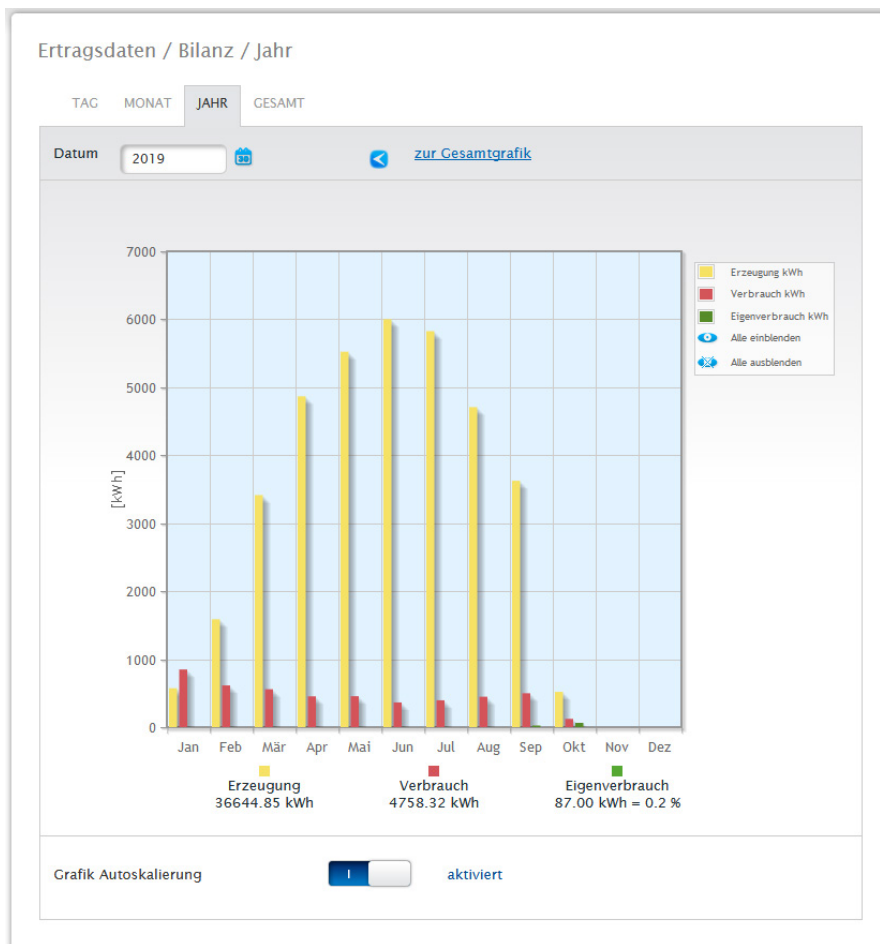 Ertragsdaten / Bilanz / Jahr
TAG MONAT JAHR GESAMT
Datum 2019 30 zur Gesamtgrafik
7000
6000
5000
4000
3000
2000
1000
0
[kWh]
Erzeugung kWh
Verbrauch kWh
Eigenverbrauch kWh
Alle einblenden
Alle ausblenden
Jan Feb Mär Apr Mai Jun Jul Aug Sep Okt Nov Dez
Erzeugung Verbrauch Eigenverbrauch
36644.85 kWh 4758.32 kWh 87.00 kWh = 0.2 %
Grafik Autoskalierung I aktiviert